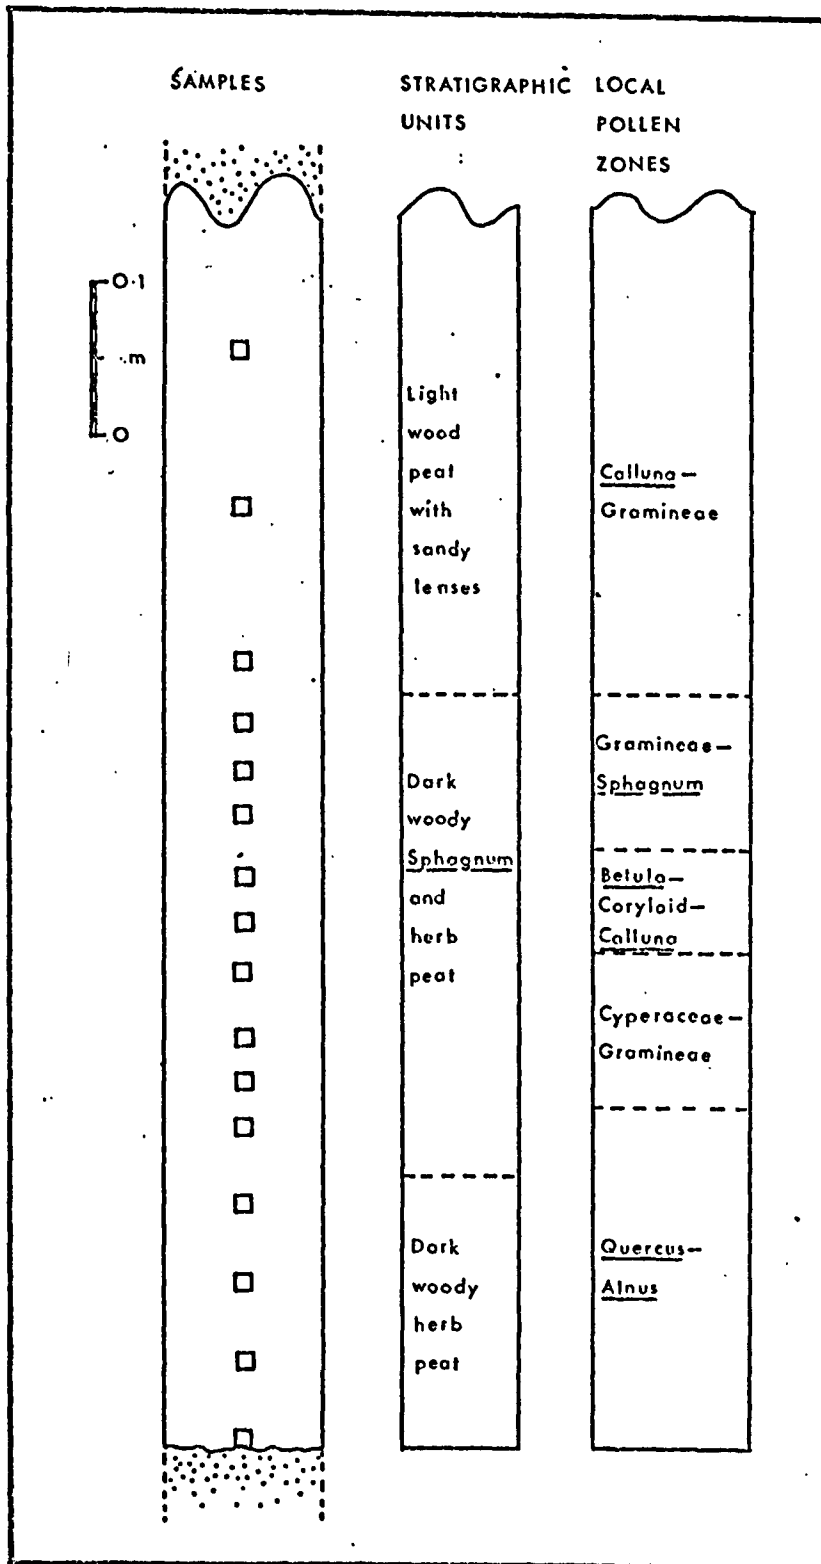 SAMPLES
STRATIGRAPHIC
UNITS
LOCAL
POLLEN
ZONES
0.1
m
0
Light
wood
peat
with
sandy
lenses
Dark
woody
Sphagnum
and
herb
peat
Dark
woody
herb
peat
Calluna–
Gramineae
Gramineae–
Sphagnum
Betula–
Coryloid–
Calluna
Cyperaceae–
Gramineae
Quercus–
Alnus